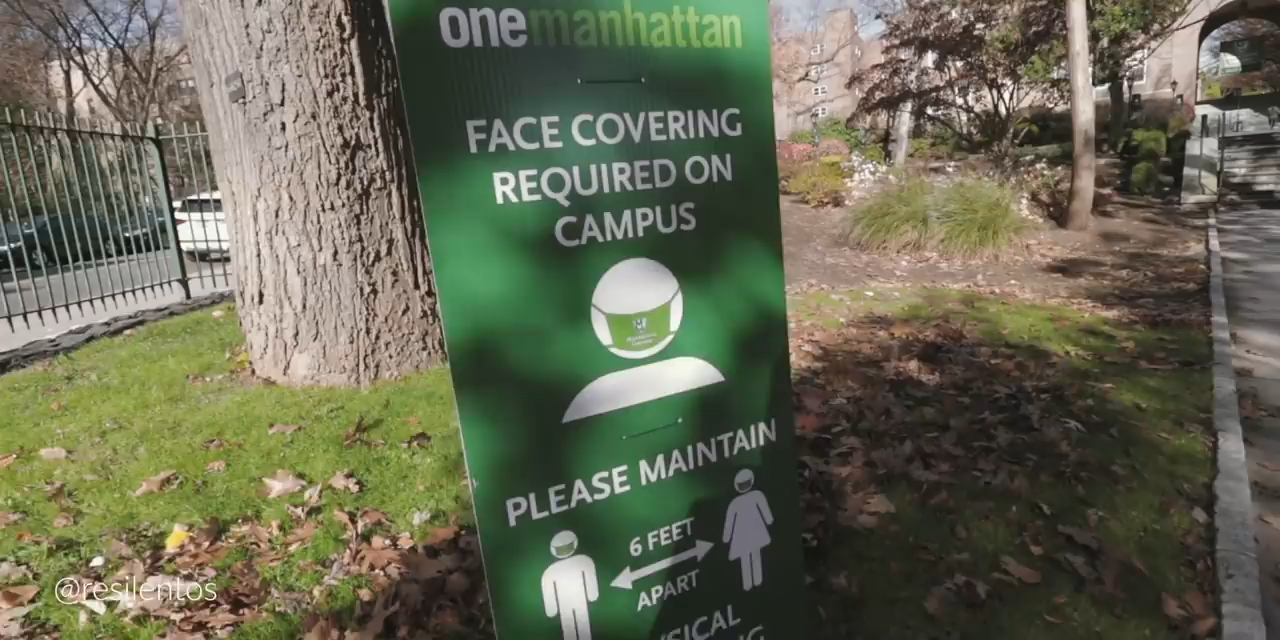 onemanhattan
FACE COVERING
REQUIRED ON
CAMPUS
PLEASE MAINTAIN
6 FEET
APART
@resilentos